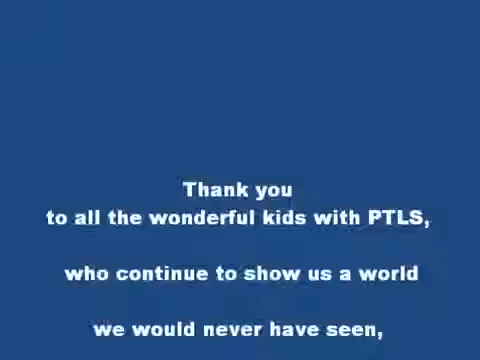 Thank you
to all the wonderful kids with PTLS,
who continue to show us a world
we would never have seen,